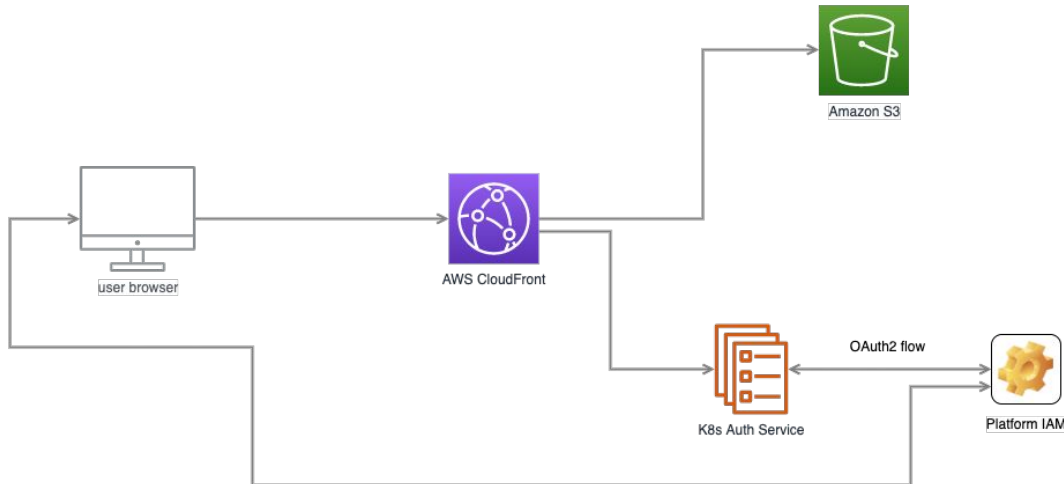 Amazon S3
user browser
AWS CloudFront
OAuth2 flow
K8s Auth Service
Platform IAM